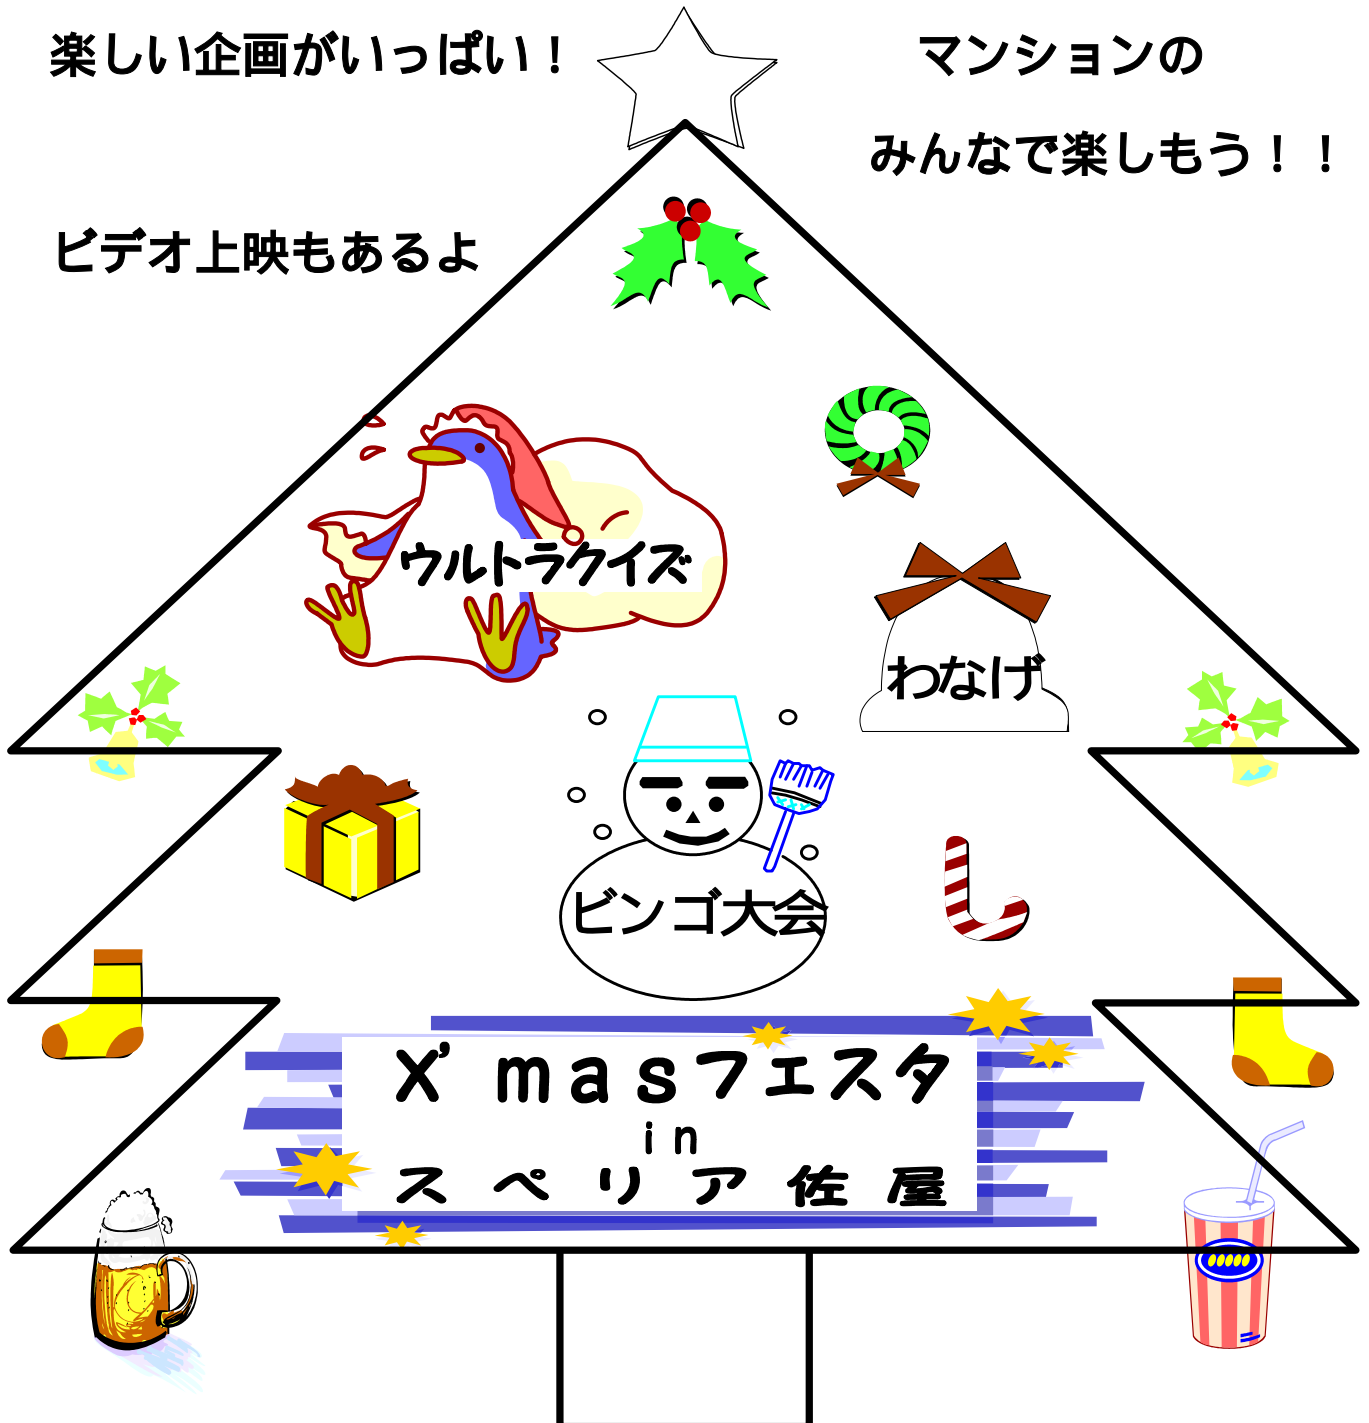 楽しい企画がいっぱい！
マンションの
みんなで楽しもう！！
ビデオ上映もあるよ
ウルトラクイズ
わなげ
ビンゴ大会
X’masフェスタ
in
スペリア佐屋